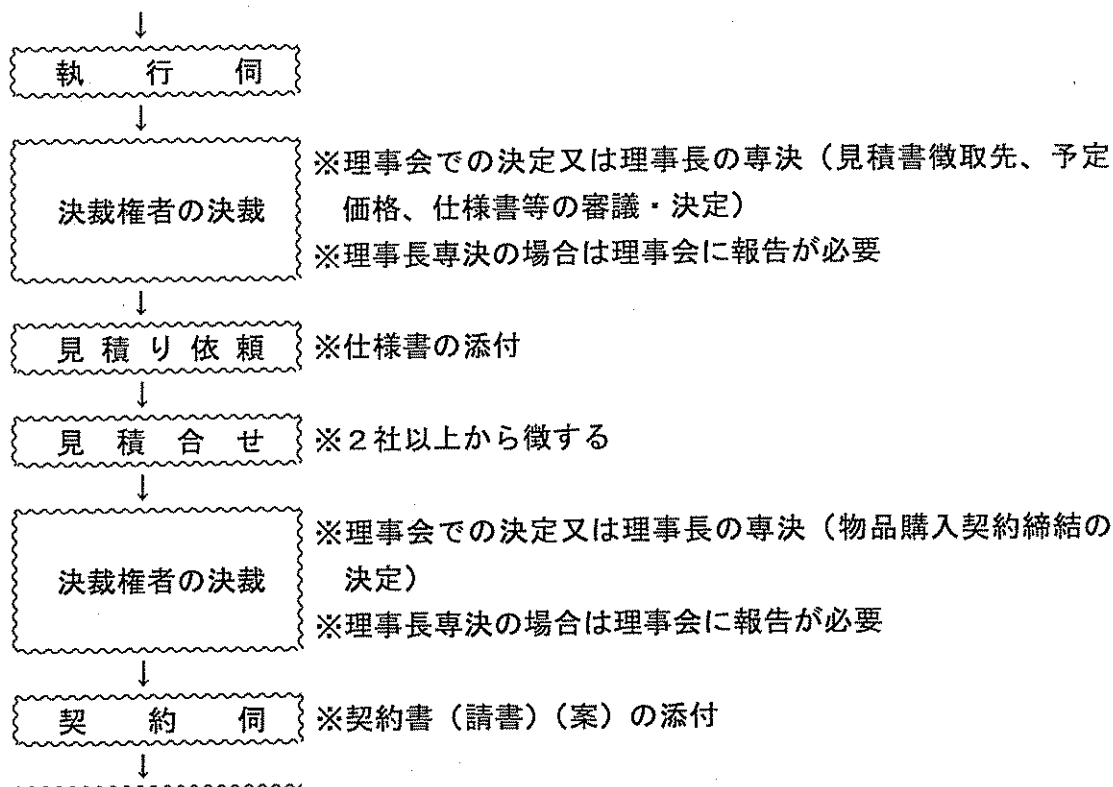 ↓
執行伺
↓
決裁権者の決裁
※理事会での決定又は理事長の専決（見積書徴取先、予定
価格、仕様書等の審議・決定）
※理事長専決の場合は理事会に報告が必要
↓
見積り依頼 ※仕様書の添付
↓
見積合せ ※２社以上から徴する
↓
決裁権者の決裁
※理事会での決定又は理事長の専決（物品購入契約締結の
決定）
※理事長専決の場合は理事会に報告が必要
↓
契約伺 ※契約書（請書）（案）の添付
↓